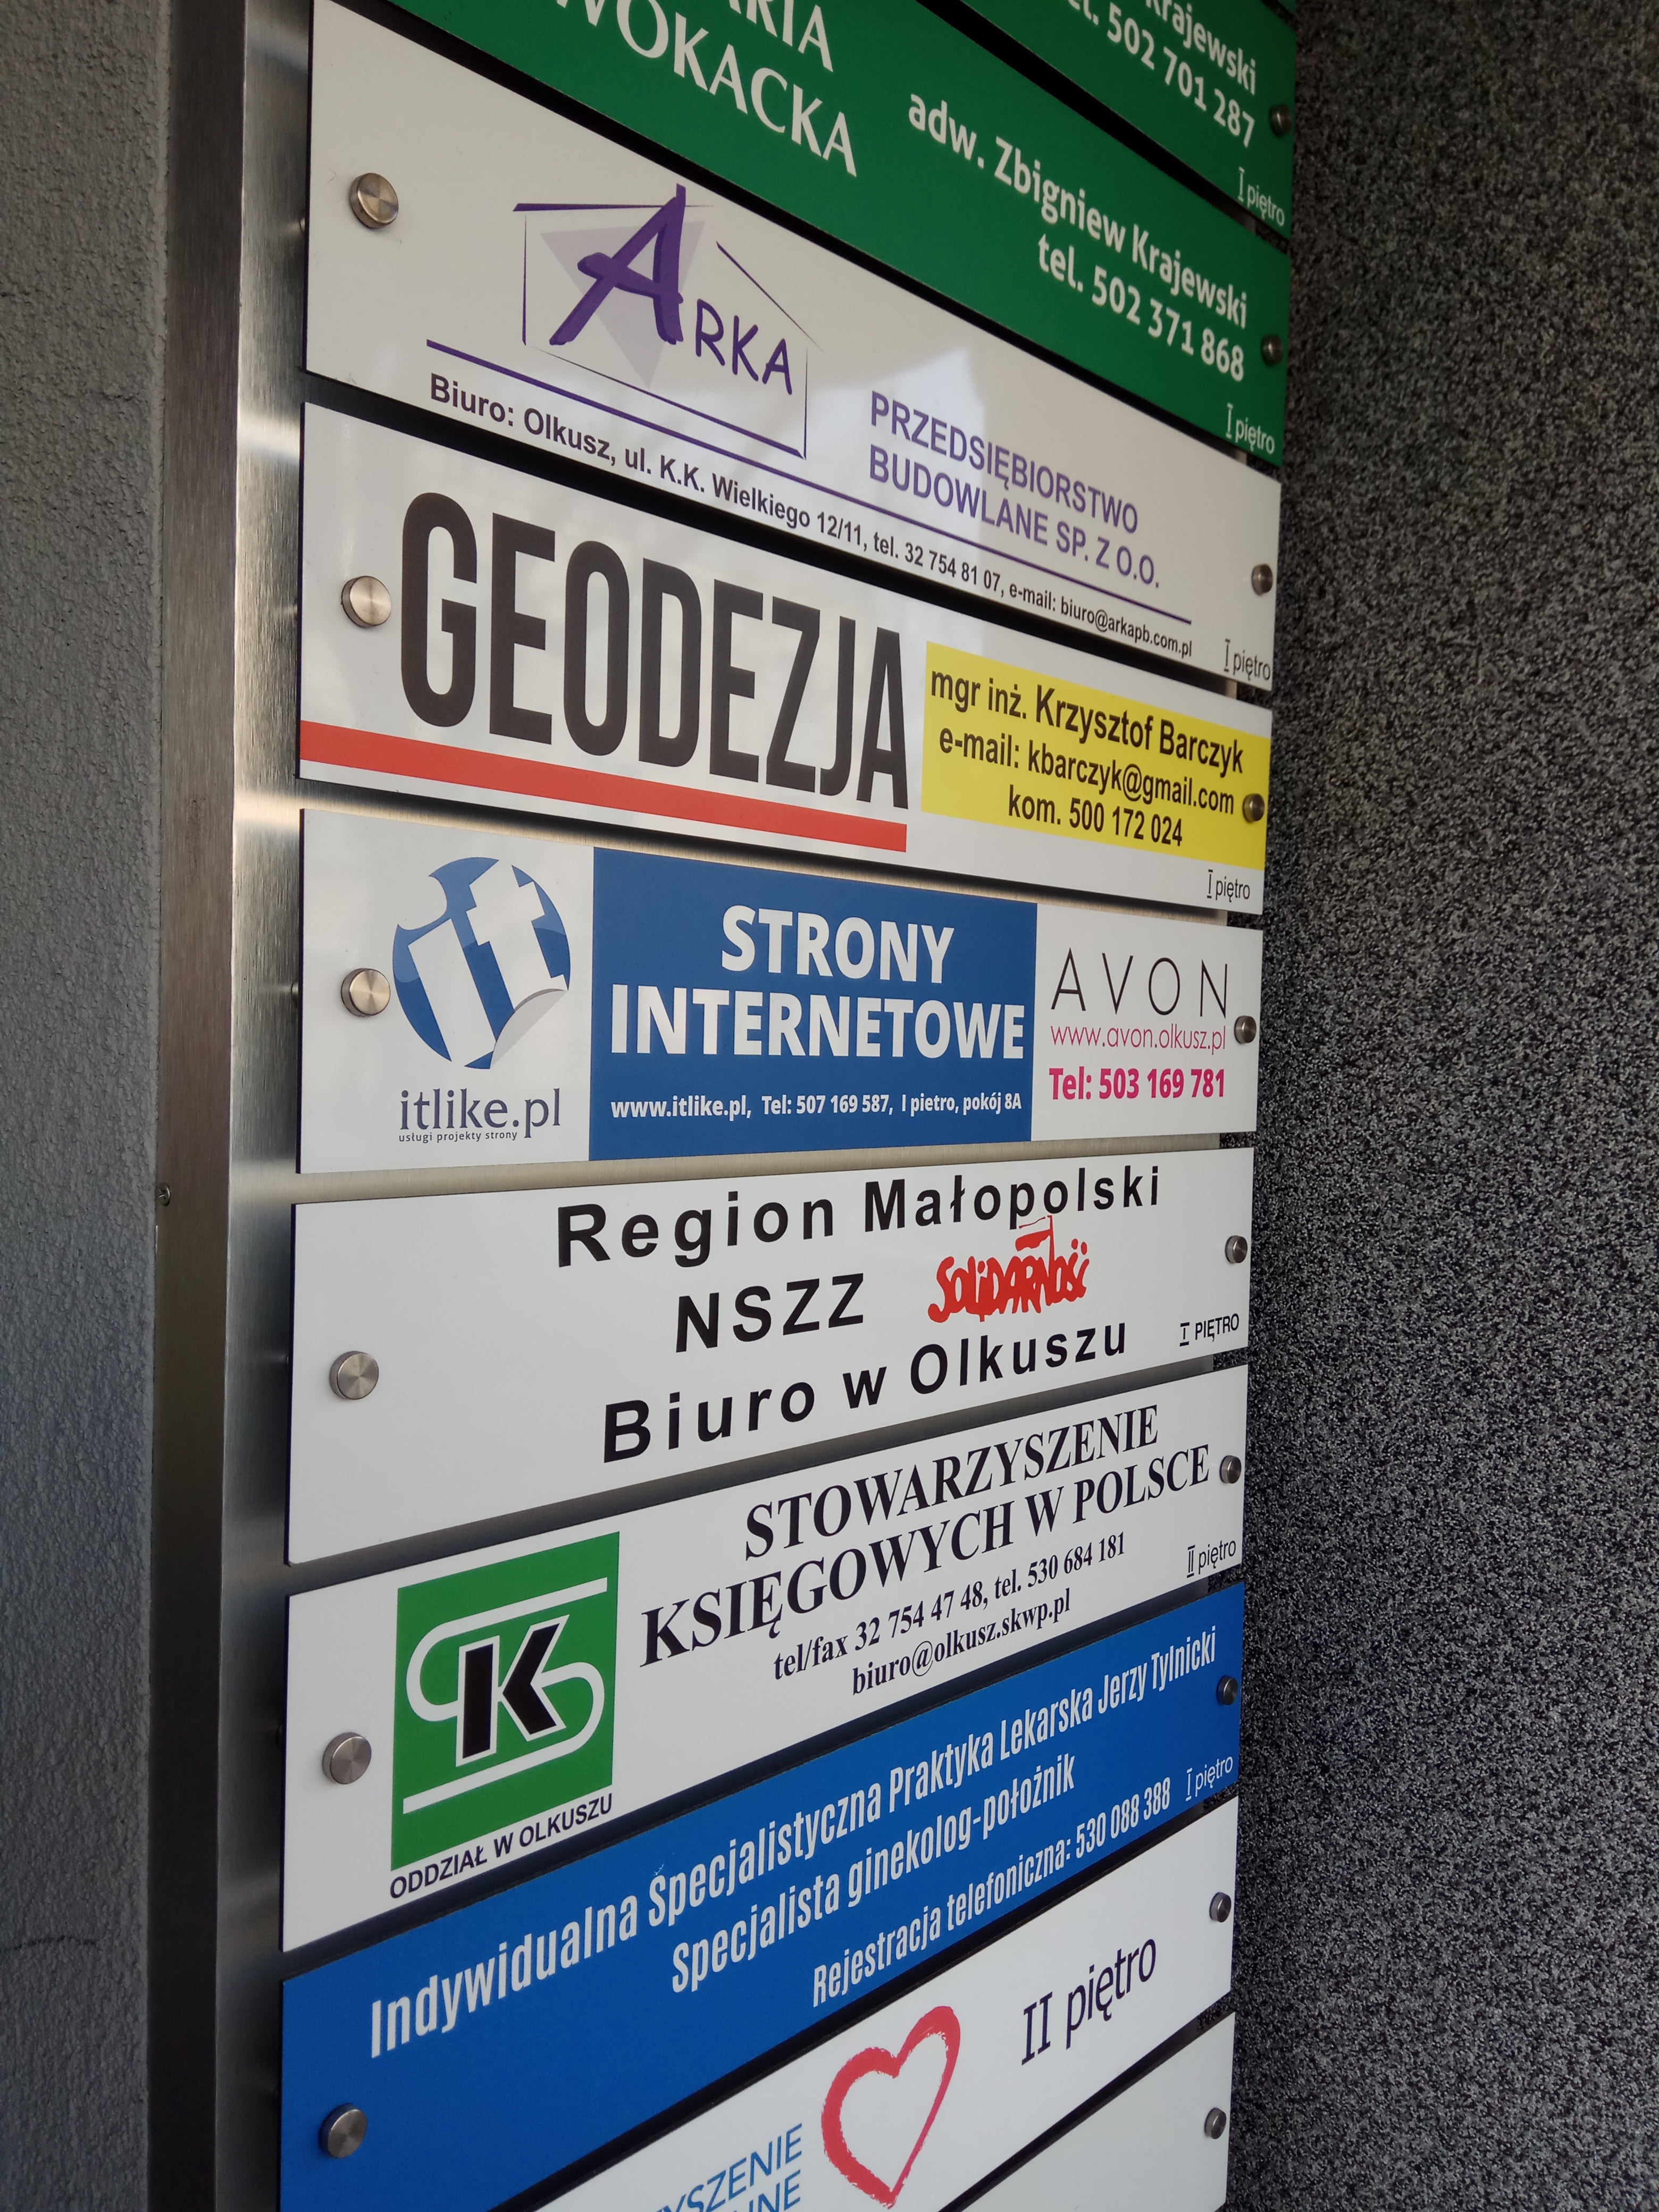 Krajewski
tel. 502 701 287
I piętro
adw. Zbigniew Krajewski
tel. 502 371 868
I piętro
ARKA
PRZEDSIĘBIORSTWO
BUDOWLANE SP. Z O.O.
Biuro: Olkusz, ul. K.K. Wielkiego 12/11, tel. 32 754 81 07, e-mail: biuro@arkapb.com.pl
I piętro
GEODEZJA
mgr inż. Krzysztof Barczyk
e-mail: kbarczyk@gmail.com
kom. 500 172 024
I piętro
it
itlike.pl
usługi projekty strony
STRONY
INTERNETOWE
www.itlike.pl, Tel: 507 169 587, I pietro, pokój 8A
AVON
www.avon.olkusz.pl
Tel: 503 169 781
Region Małopolski
NSZZ SOLIDARNOŚĆ
Biuro w Olkuszu
I PIĘTRO
SK
ODDZIAŁ W OLKUSZU
STOWARZYSZENIE
KSIĘGOWYCH W POLSCE
tel/fax 32 754 47 48, tel. 530 684 181
biuro@olkusz.skwp.pl
II piętro
Indywidualna Specjalistyczna Praktyka Lekarska Jerzy Tylnicki
Specjalista ginekolog-położnik
Rejestracja telefoniczna: 530 088 388
I piętro
II piętro